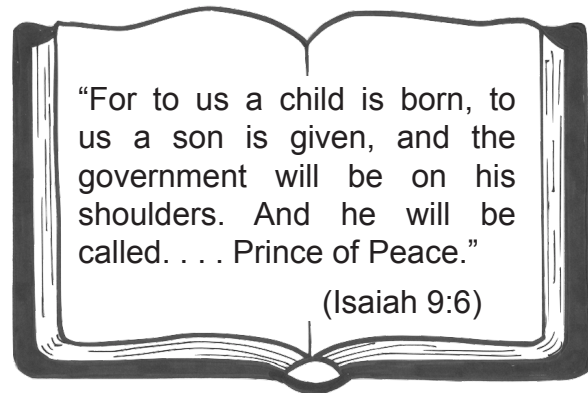 “For to us a child is born, to
us a son is given, and the
government will be on his
shoulders. And he will be
called. . . . Prince of Peace.”
(Isaiah 9:6)